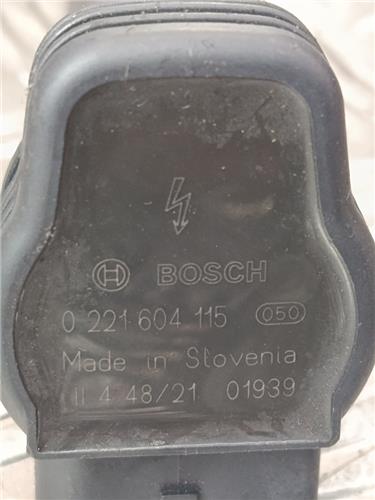 BOSCH
0 221 604 115 050
Made in Slovenia
4 48/21 01939